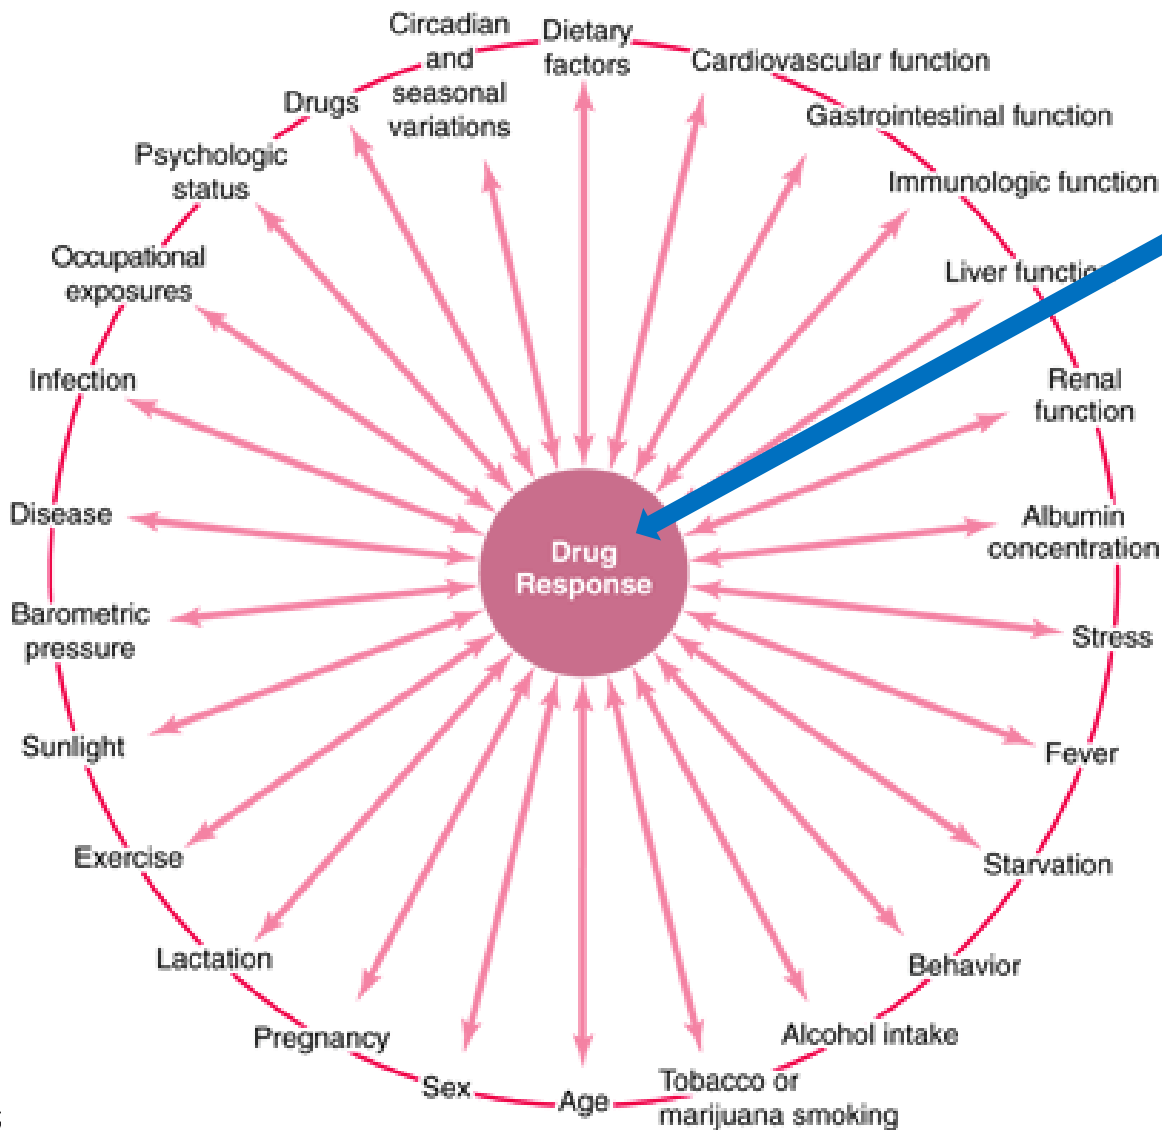 Circadian
and
seasonal
variations
Dietary
factors
Cardiovascular function
Gastrointestinal function
Immunologic function
Liver
Renal
function
Albumin
concentration
Stress
Fever
Starvation
Behavior
Alcohol intake
Tobacco or
marijuana smoking
Age
Sex
Pregnancy
Lactation
Exercise
Sunlight
Barometric
pressure
Disease
Infection
Occupational
exposures
Psychologic
status
Drugs
Drug
Response